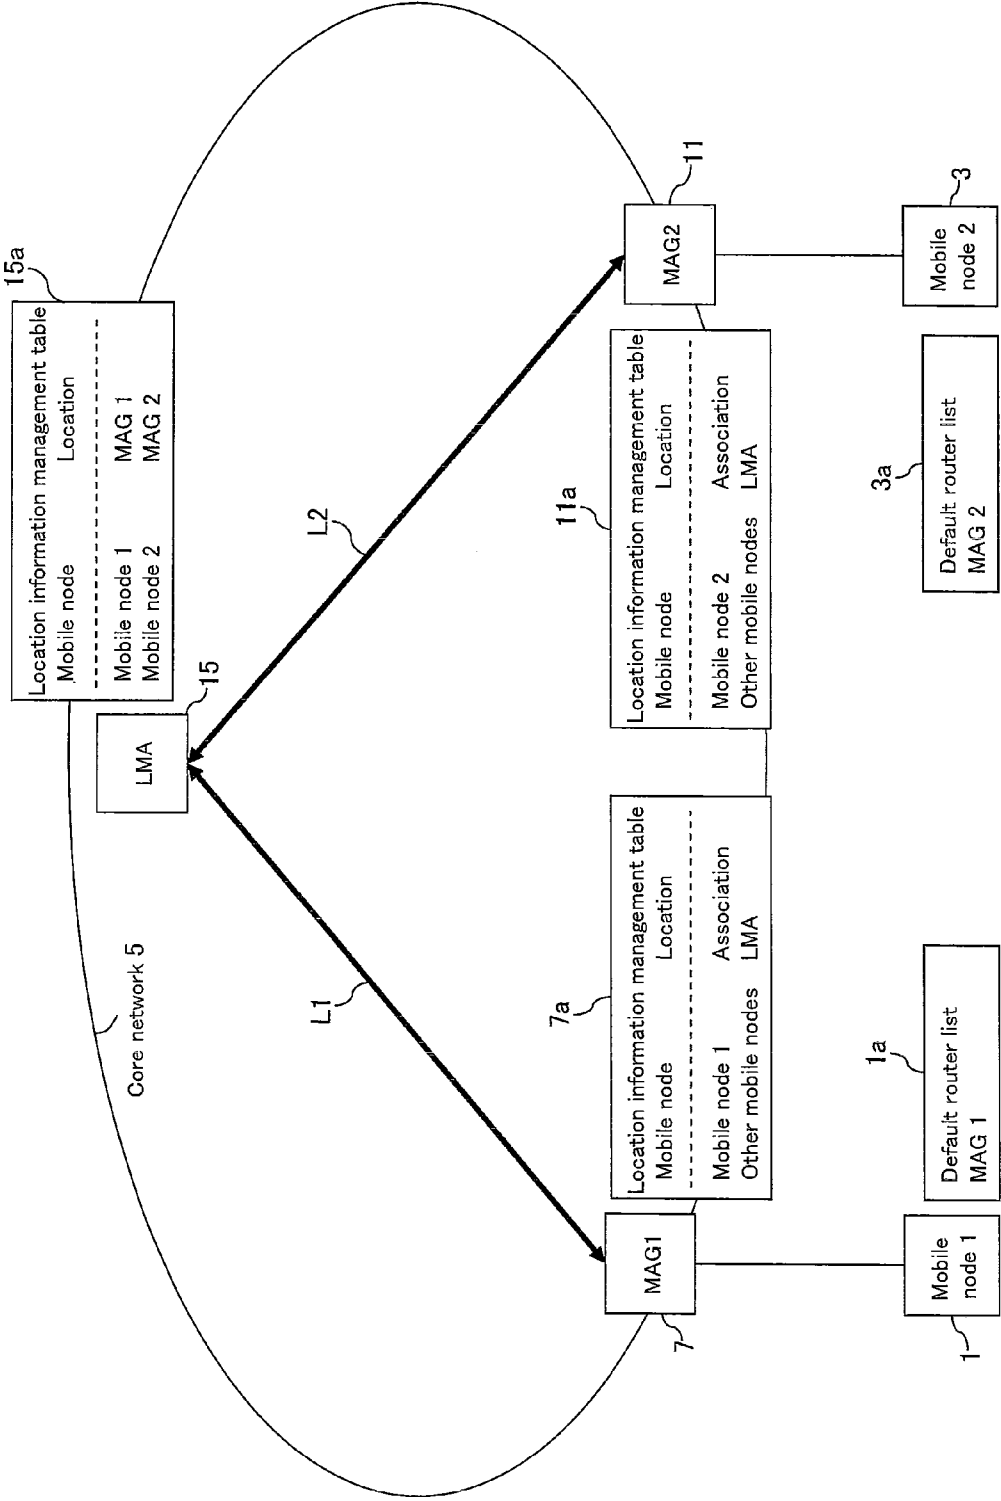 15a
Location information management table
Mobile node Location
Mobile node 1 MAG 1
Mobile node 2 MAG 2
LMA
15
Core network 5
L1
L2
7a
Location information management table
Mobile node Location
Mobile node 1 Association
Other mobile nodes LMA
11a
Location information management table
Mobile node Location
Mobile node 2 Association
Other mobile nodes LMA
MAG1
7
MAG2
11
1a
Default router list
MAG 1
3a
Default router list
MAG 2
Mobile
node 1
1
Mobile
node 2
3